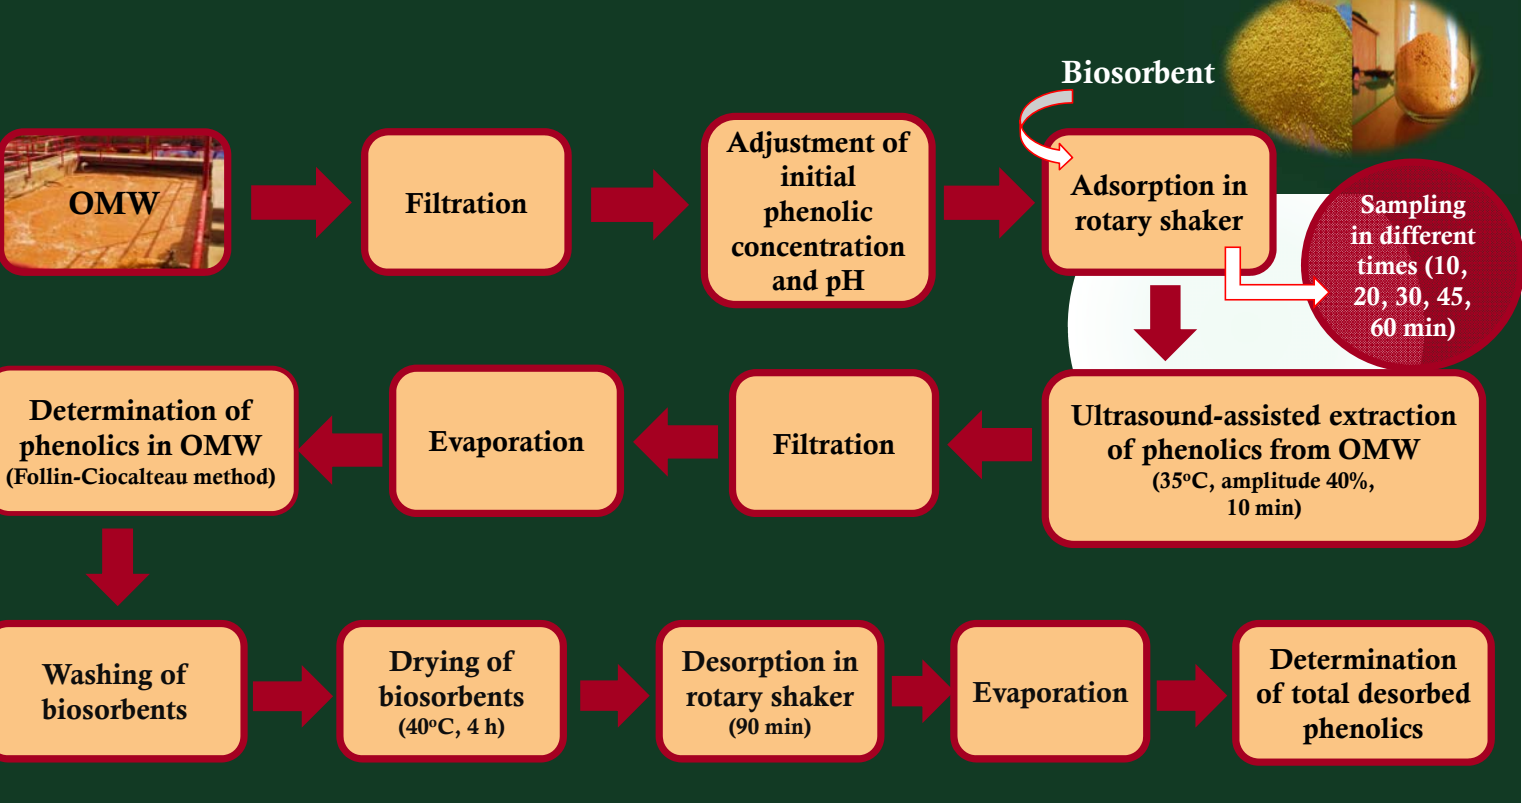 Biosorbent
OMW
Filtration
Adjustment of
initial
phenolic
concentration
and pH
Adsorption in
rotary shaker
Sampling
in different
times (10,
20, 30, 45,
60 min)
Ultrasound-assisted extraction
of phenolics from OMW
(35ºC, amplitude 40%,
10 min)
Filtration
Evaporation
Determination of
phenolics in OMW
(Follin-Ciocalteau method)
Washing of
biosorbents
Drying of
biosorbents
(40ºC, 4 h)
Desorption in
rotary shaker
(90 min)
Evaporation
Determination
of total desorbed
phenolics